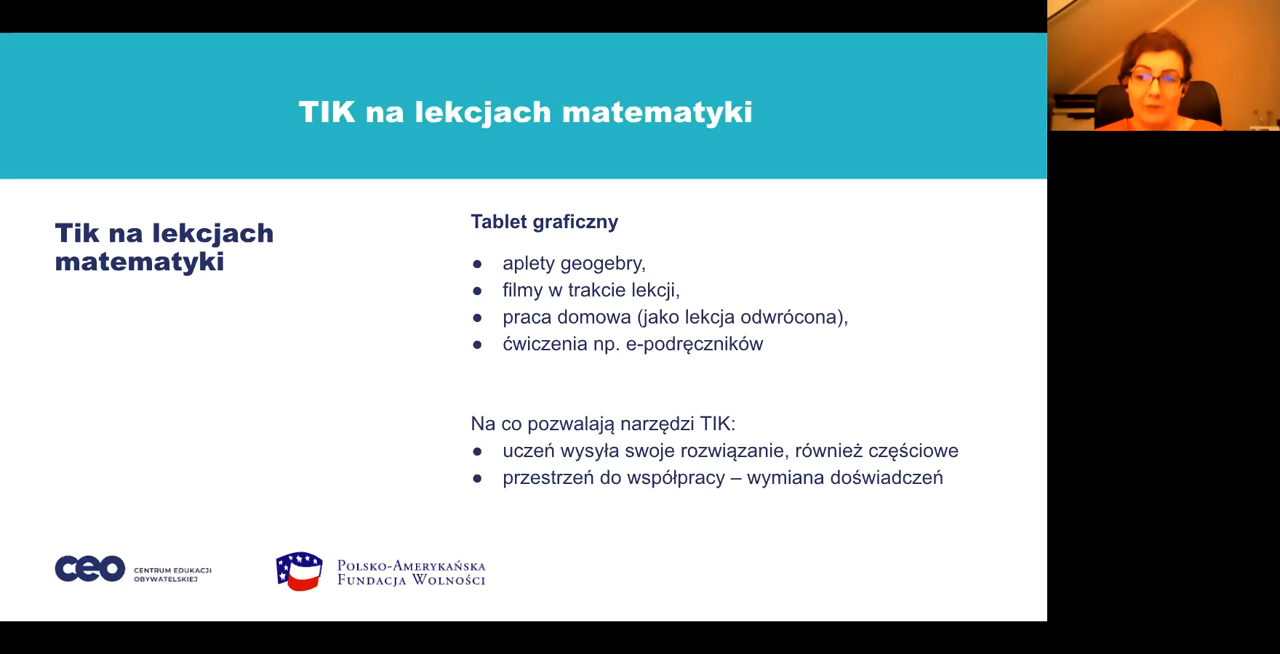 TIK na lekcjach matematyki
Tik na lekcjach
matematyki
Tablet graficzny
● aplety geogebry,
● filmy w trakcie lekcji,
● praca domowa (jako lekcja odwrócona),
● ćwiczenia np. e-podręczników
Na co pozwalają narzędzi TIK:
● uczeń wysyła swoje rozwiązanie, również częściowe
● przestrzeń do współpracy – wymiana doświadczeń
ceo
CENTRUM EDUKACJI
OBYWATELSKIEJ
POLSKO-AMERYKAŃSKA
FUNDACJA WOLNOŚCI